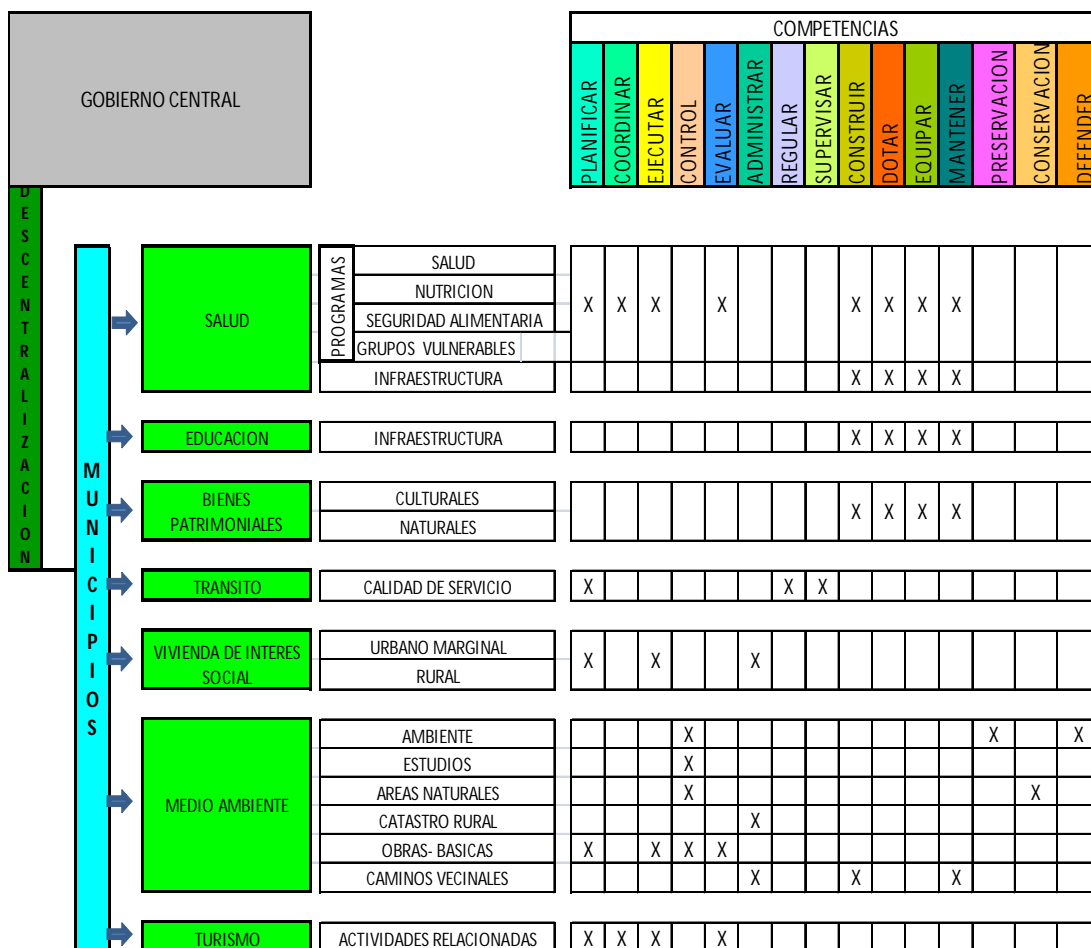 COMPETENCIAS
GOBIERNO CENTRAL
PLANIFICAR
COORDINAR
EJECUTAR
CONTROL
EVALUAR
ADMINISTRAR
REGULAR
SUPERVISAR
CONSTRUIR
DOTAR
EQUIPAR
MANTENER
PRESERVACION
CONSERVACION
DEFENDER
DESCENTRALIZACION
MUNICIPIOS
SALUD
PROGRAMAS
SALUD
NUTRICION
SEGURIDAD ALIMENTARIA
GRUPOS VULNERABLES
X X X X X X X X
INFRAESTRUCTURA X X X X
EDUCACION INFRAESTRUCTURA X X X X
BIENES
PATRIMONIALES
CULTURALES
NATURALES
X X X X
TRANSITO CALIDAD DE SERVICIO X X X
VIVIENDA DE INTERES
SOCIAL
URBANO MARGINAL
RURAL
X X X
MEDIO AMBIENTE
AMBIENTE X X X
ESTUDIOS X
AREAS NATURALES X X
CATASTRO RURAL X
OBRAS- BASICAS X X X X
CAMINOS VECINALES X X X
TURISMO ACTIVIDADES RELACIONADAS X X X X